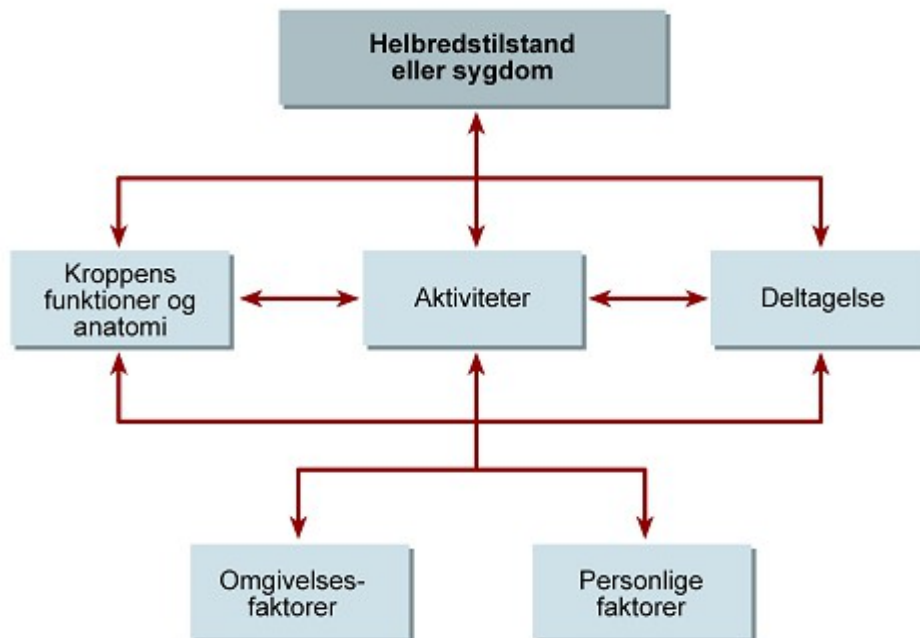 Helbredstilstand
eller sygdom
Kroppens
funktioner og
anatomi
Aktiviteter
Deltagelse
Omgivelses-
faktorer
Personlige
faktorer